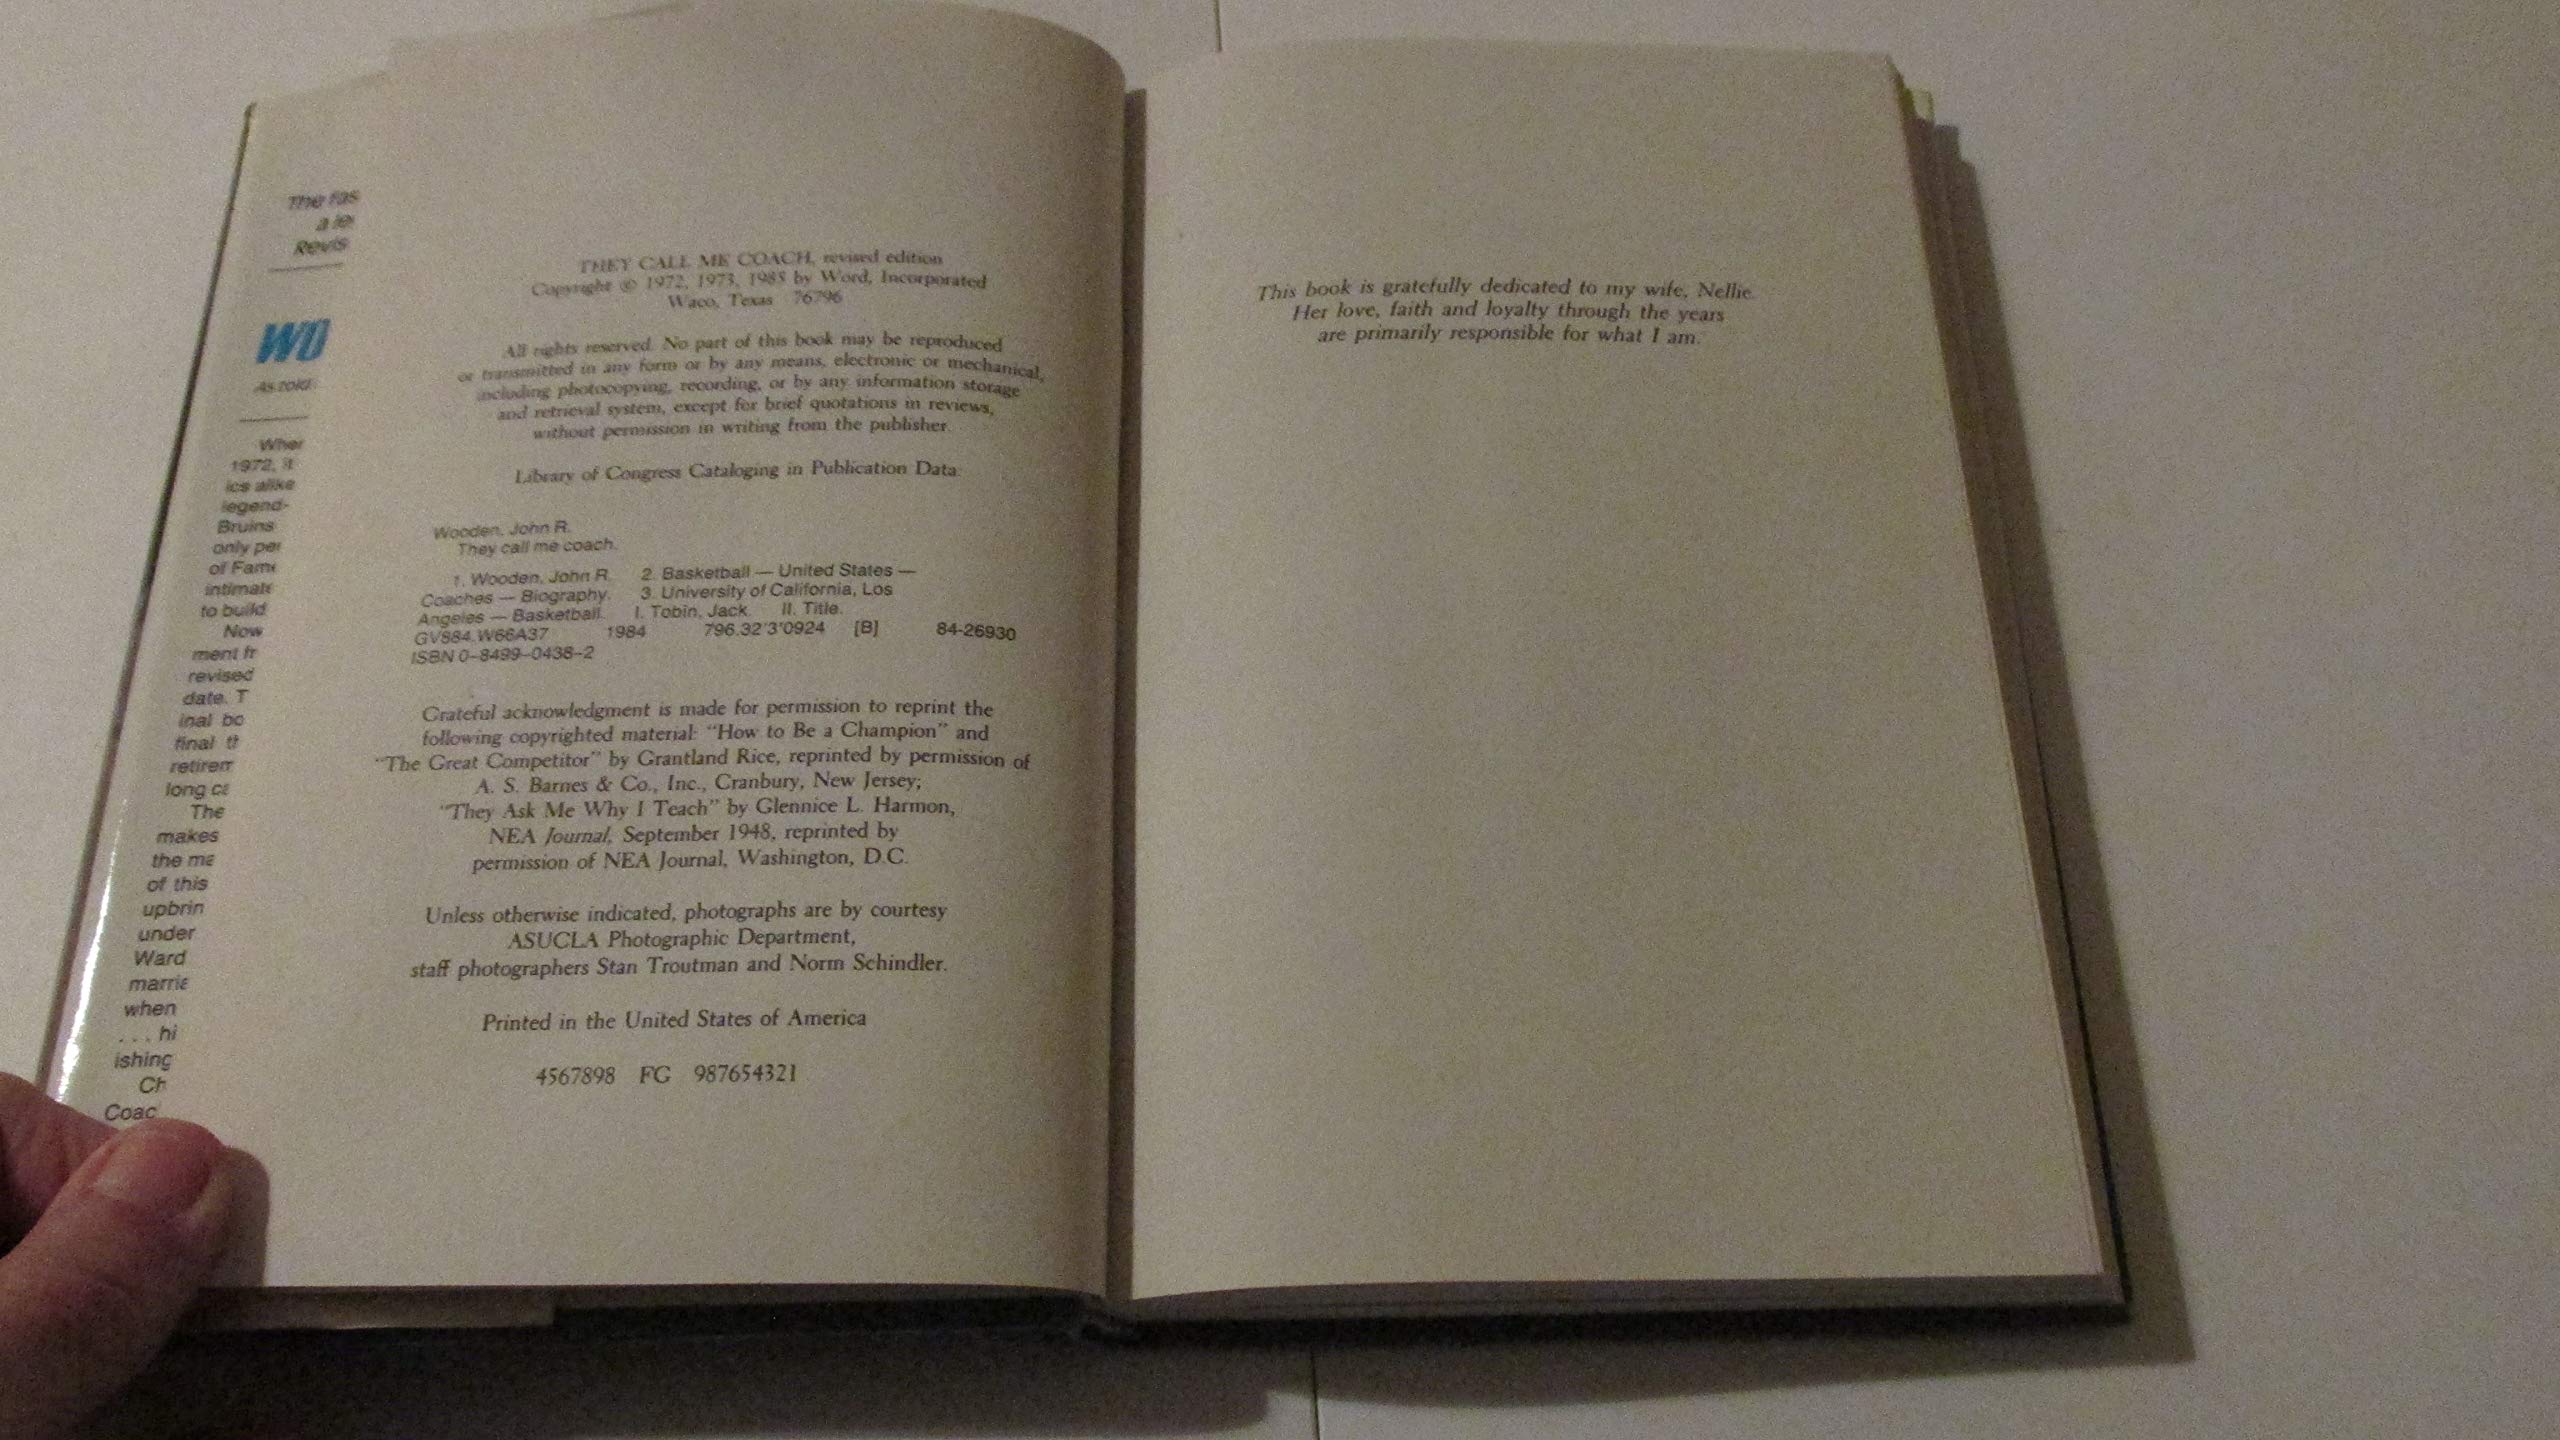 The fas
a le
Revis
WO
As told
Wher
1972, it
ics alike
legend-
Bruins
only per
of Fame
intimate
to build
Now
ment fr
revised
date. T
inal bo
final th
retirem
long ca
The
makes
the ma
of this
upbrin
under
Ward
marria
when
. . . hi
ishing
Ch
Coac
THEY CALL ME COACH, revised edition
Copyright © 1972, 1973, 1985 by Word, Incorporated
Waco, Texas 76796
All rights reserved. No part of this book may be reproduced
or transmitted in any form or by any means, electronic or mechanical,
including photocopying, recording, or by any information storage
and retrieval system, except for brief quotations in reviews,
without permission in writing from the publisher.
Library of Congress Cataloging in Publication Data:
Wooden, John R.
They call me coach.
1. Wooden, John R. 2. Basketball — United States —
Coaches — Biography. 3. University of California, Los
Angeles — Basketball. I. Tobin, Jack. II. Title.
GV884.W66A37 1984 796.32'3'0924 [B] 84-26930
ISBN 0-8499-0438-2
Grateful acknowledgment is made for permission to reprint the
following copyrighted material: "How to Be a Champion" and
"The Great Competitor" by Grantland Rice, reprinted by permission of
A. S. Barnes & Co., Inc., Cranbury, New Jersey;
"They Ask Me Why I Teach" by Glennice L. Harmon,
NEA Journal, September 1948, reprinted by
permission of NEA Journal, Washington, D.C.
Unless otherwise indicated, photographs are by courtesy
ASUCLA Photographic Department,
staff photographers Stan Troutman and Norm Schindler.
Printed in the United States of America
4567898 FG 987654321
This book is gratefully dedicated to my wife, Nellie.
Her love, faith and loyalty through the years
are primarily responsible for what I am.